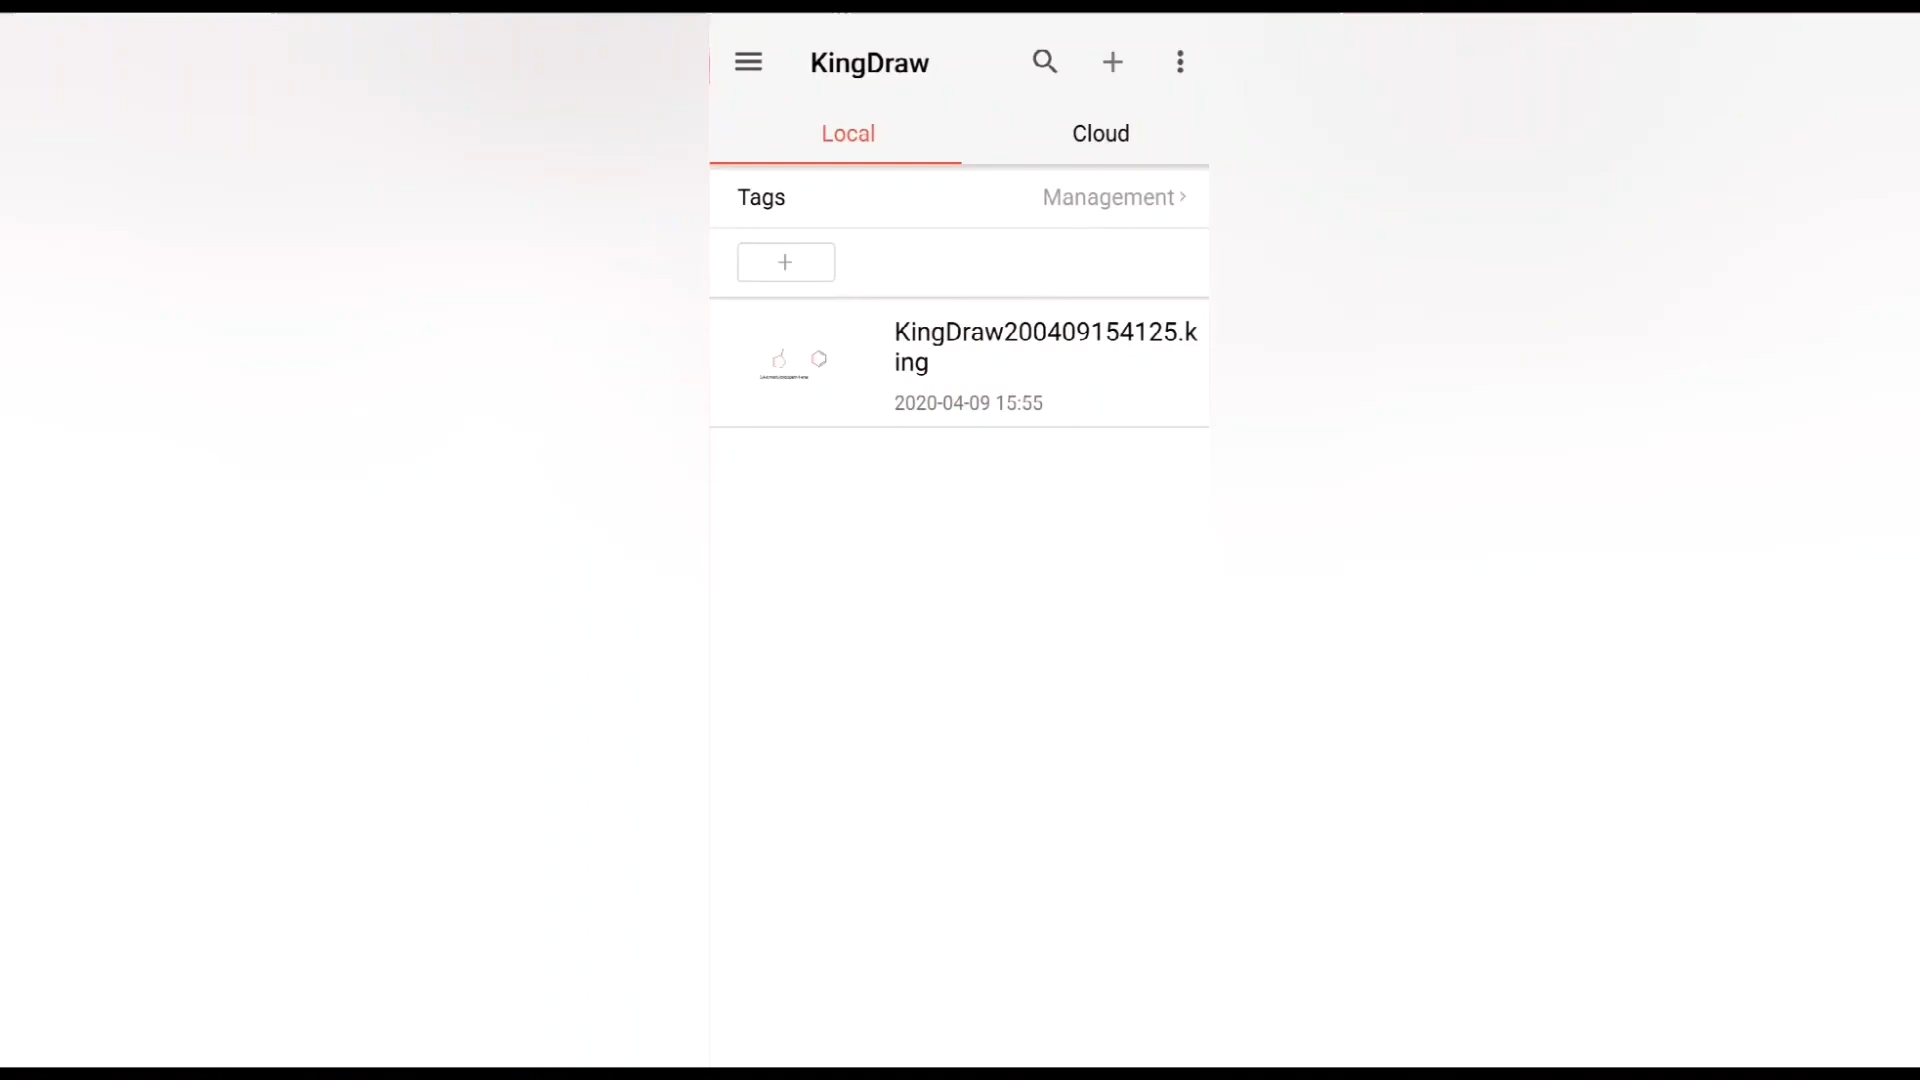 KingDraw
Local
Cloud
Tags
Management
KingDraw200409154125.k
ing
2020-04-09 15:55